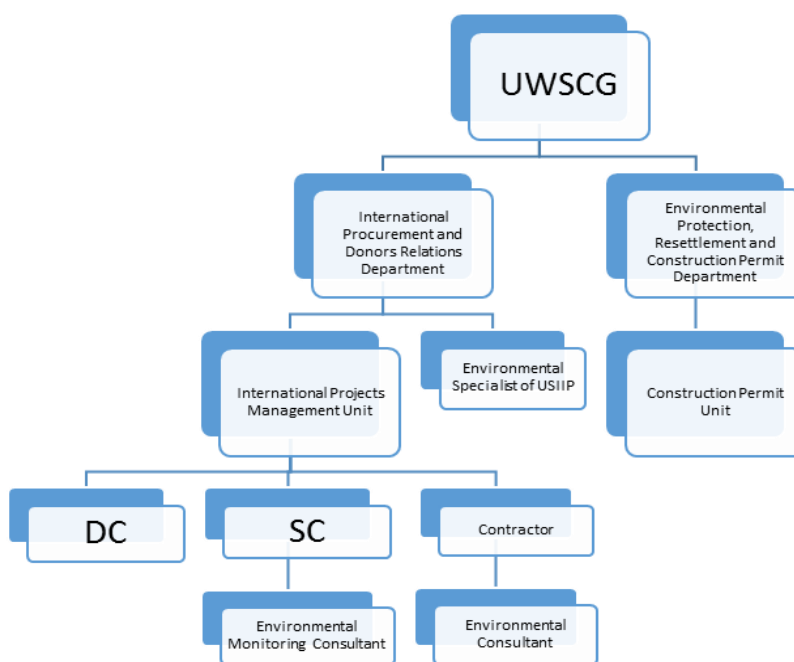 UWSCG
International
Procurement and
Donors Relations
Department
Environmental
Protection,
Resettlement and
Construction Permit
Department
International Projects
Management Unit
Environmental
Specialist of USIIP
Construction Permit
Unit
DC
SC
Contractor
Environmental
Monitoring Consultant
Environmental
Consultant